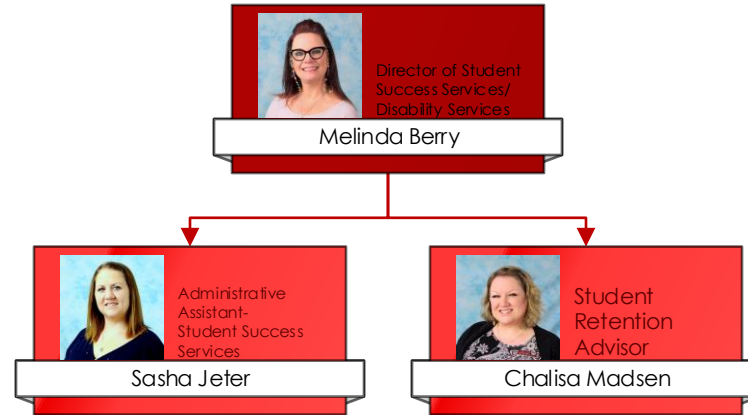 Director of Student
Success Services/
Disability Services
Melinda Berry
Administrative
Assistant-
Student Success
Services
Sasha Jeter
Student
Retention
Advisor
Chalisa Madsen